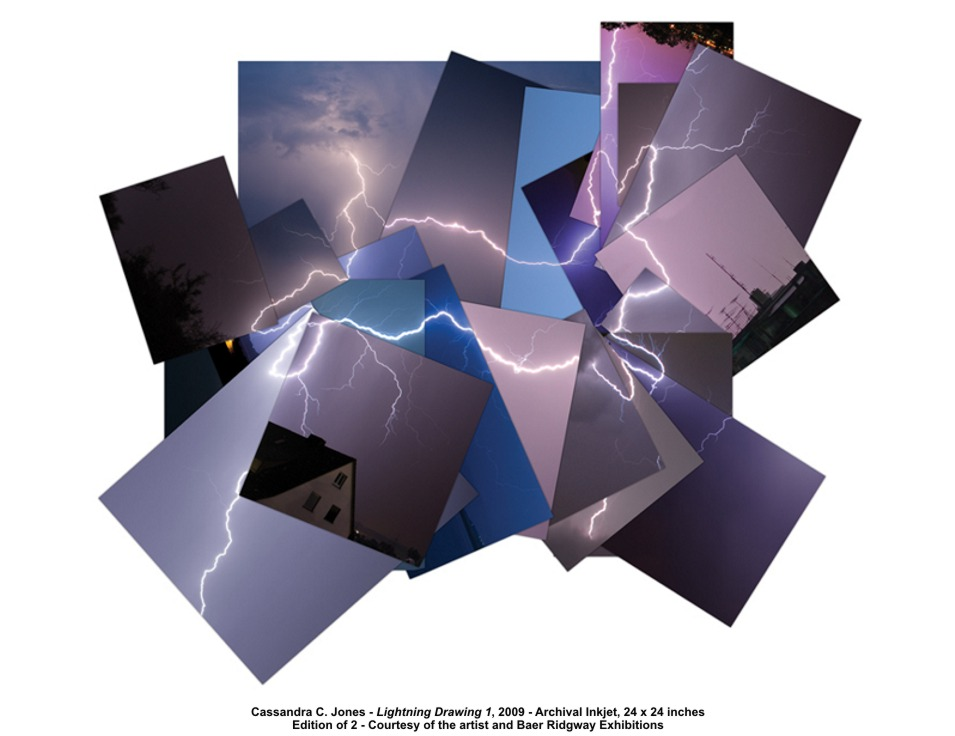 Cassandra C. Jones - Lightning Drawing 1, 2009 - Archival Inkjet, 24 x 24 inches
Edition of 2 - Courtesy of the artist and Baer Ridgway Exhibitions